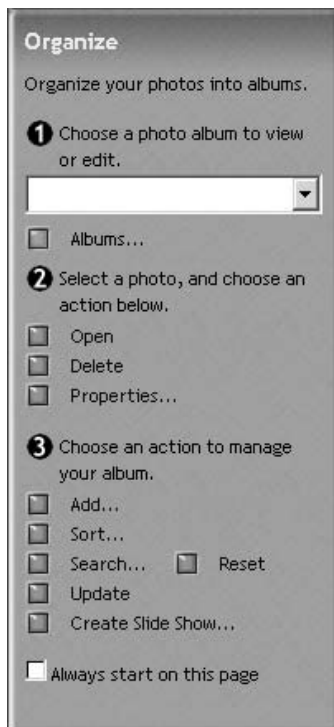 Organize
Organize your photos into albums.
1 Choose a photo album to view
or edit.
Albums...
2 Select a photo, and choose an
action below.
Open
Delete
Properties...
3 Choose an action to manage
your album.
Add...
Sort...
Search... Reset
Update
Create Slide Show...
Always start on this page